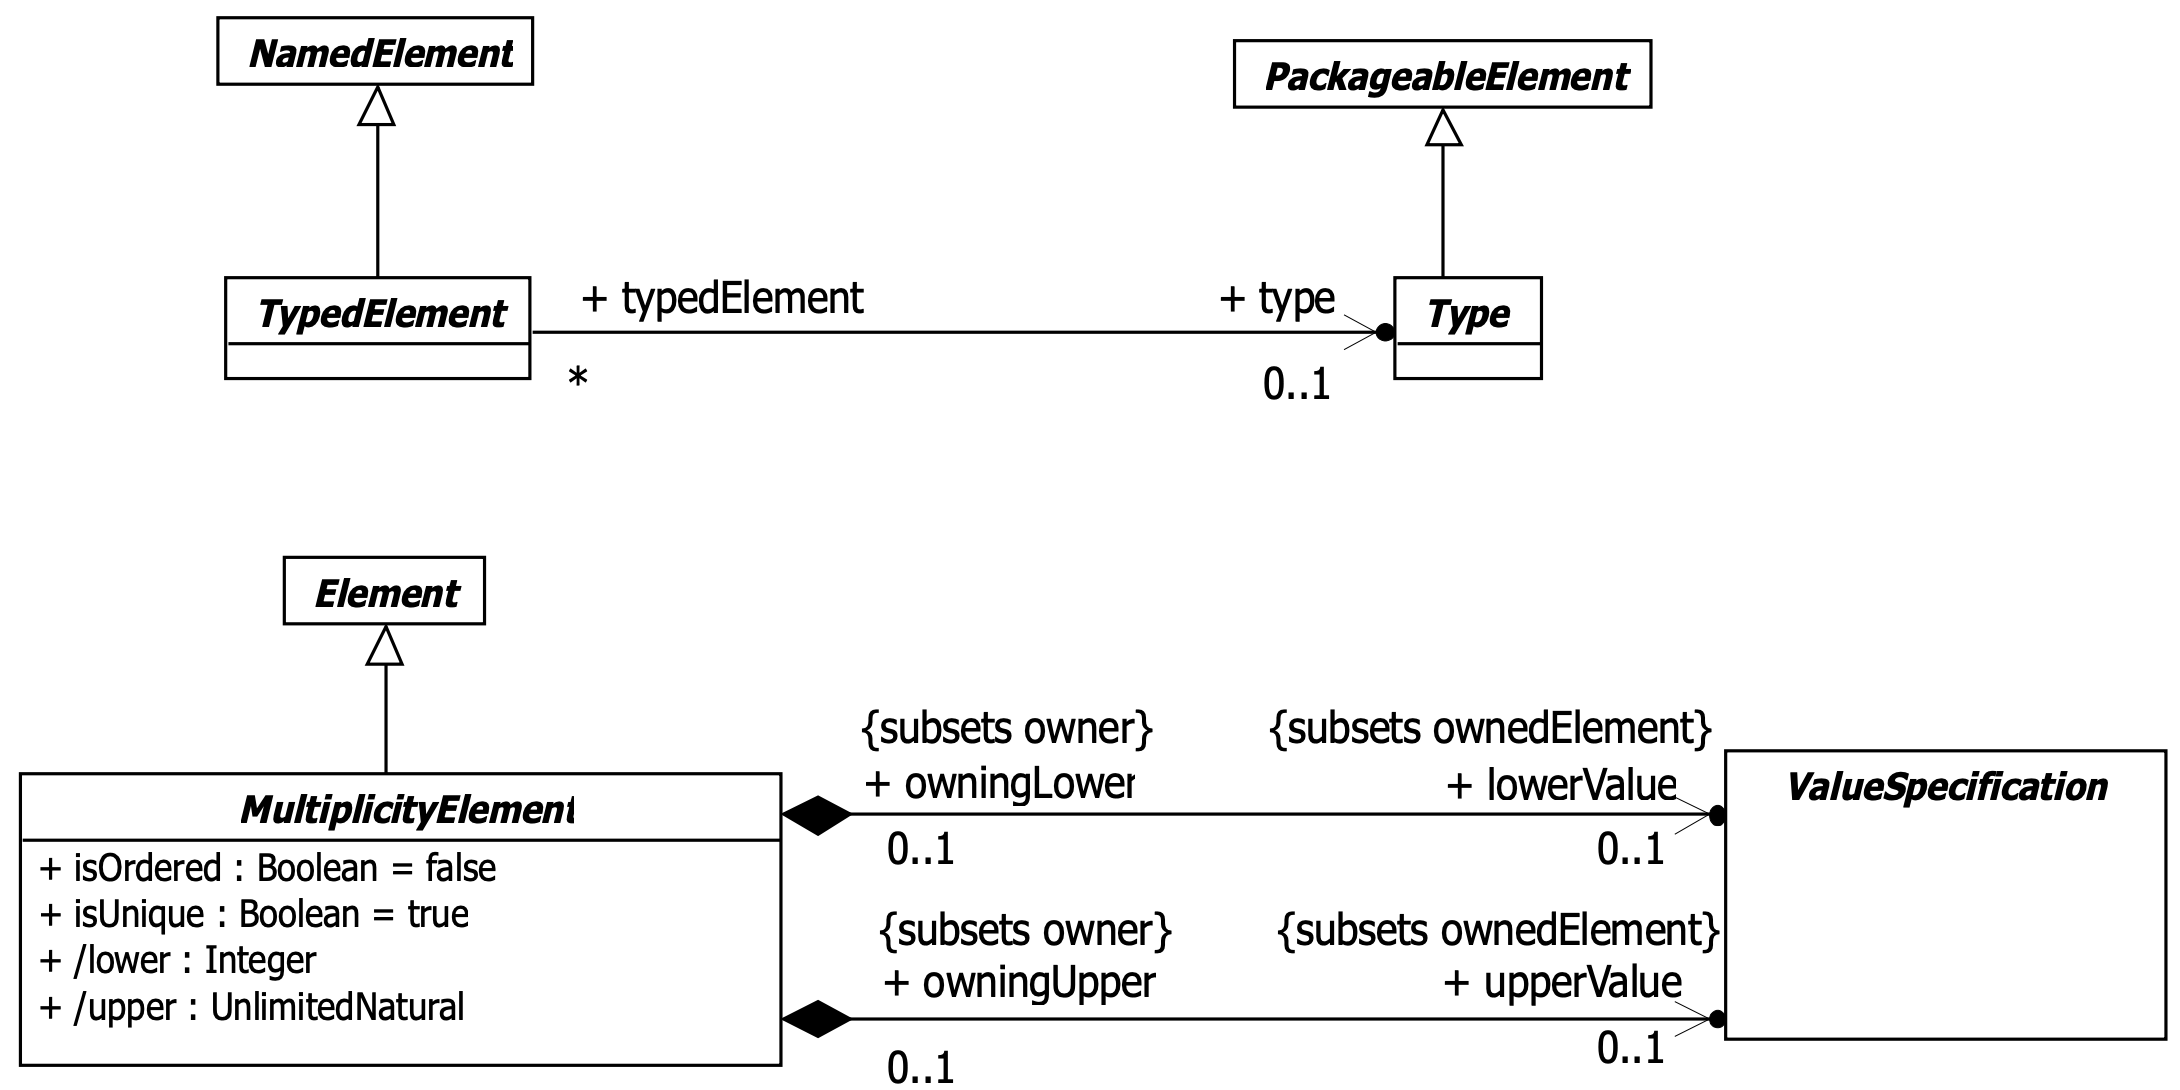 NamedElement
PackageableElement
TypedElement
+ typedElement
*
+ type
0..1
Type
Element
MultiplicityElement
+ isOrdered : Boolean = false
+ isUnique : Boolean = true
+ /lower : Integer
+ /upper : UnlimitedNatural
{subsets owner}
+ owningLower
0..1
{subsets ownedElement}
+ lowerValue
0..1
{subsets owner}
+ owningUpper
0..1
{subsets ownedElement}
+ upperValue
0..1
ValueSpecification